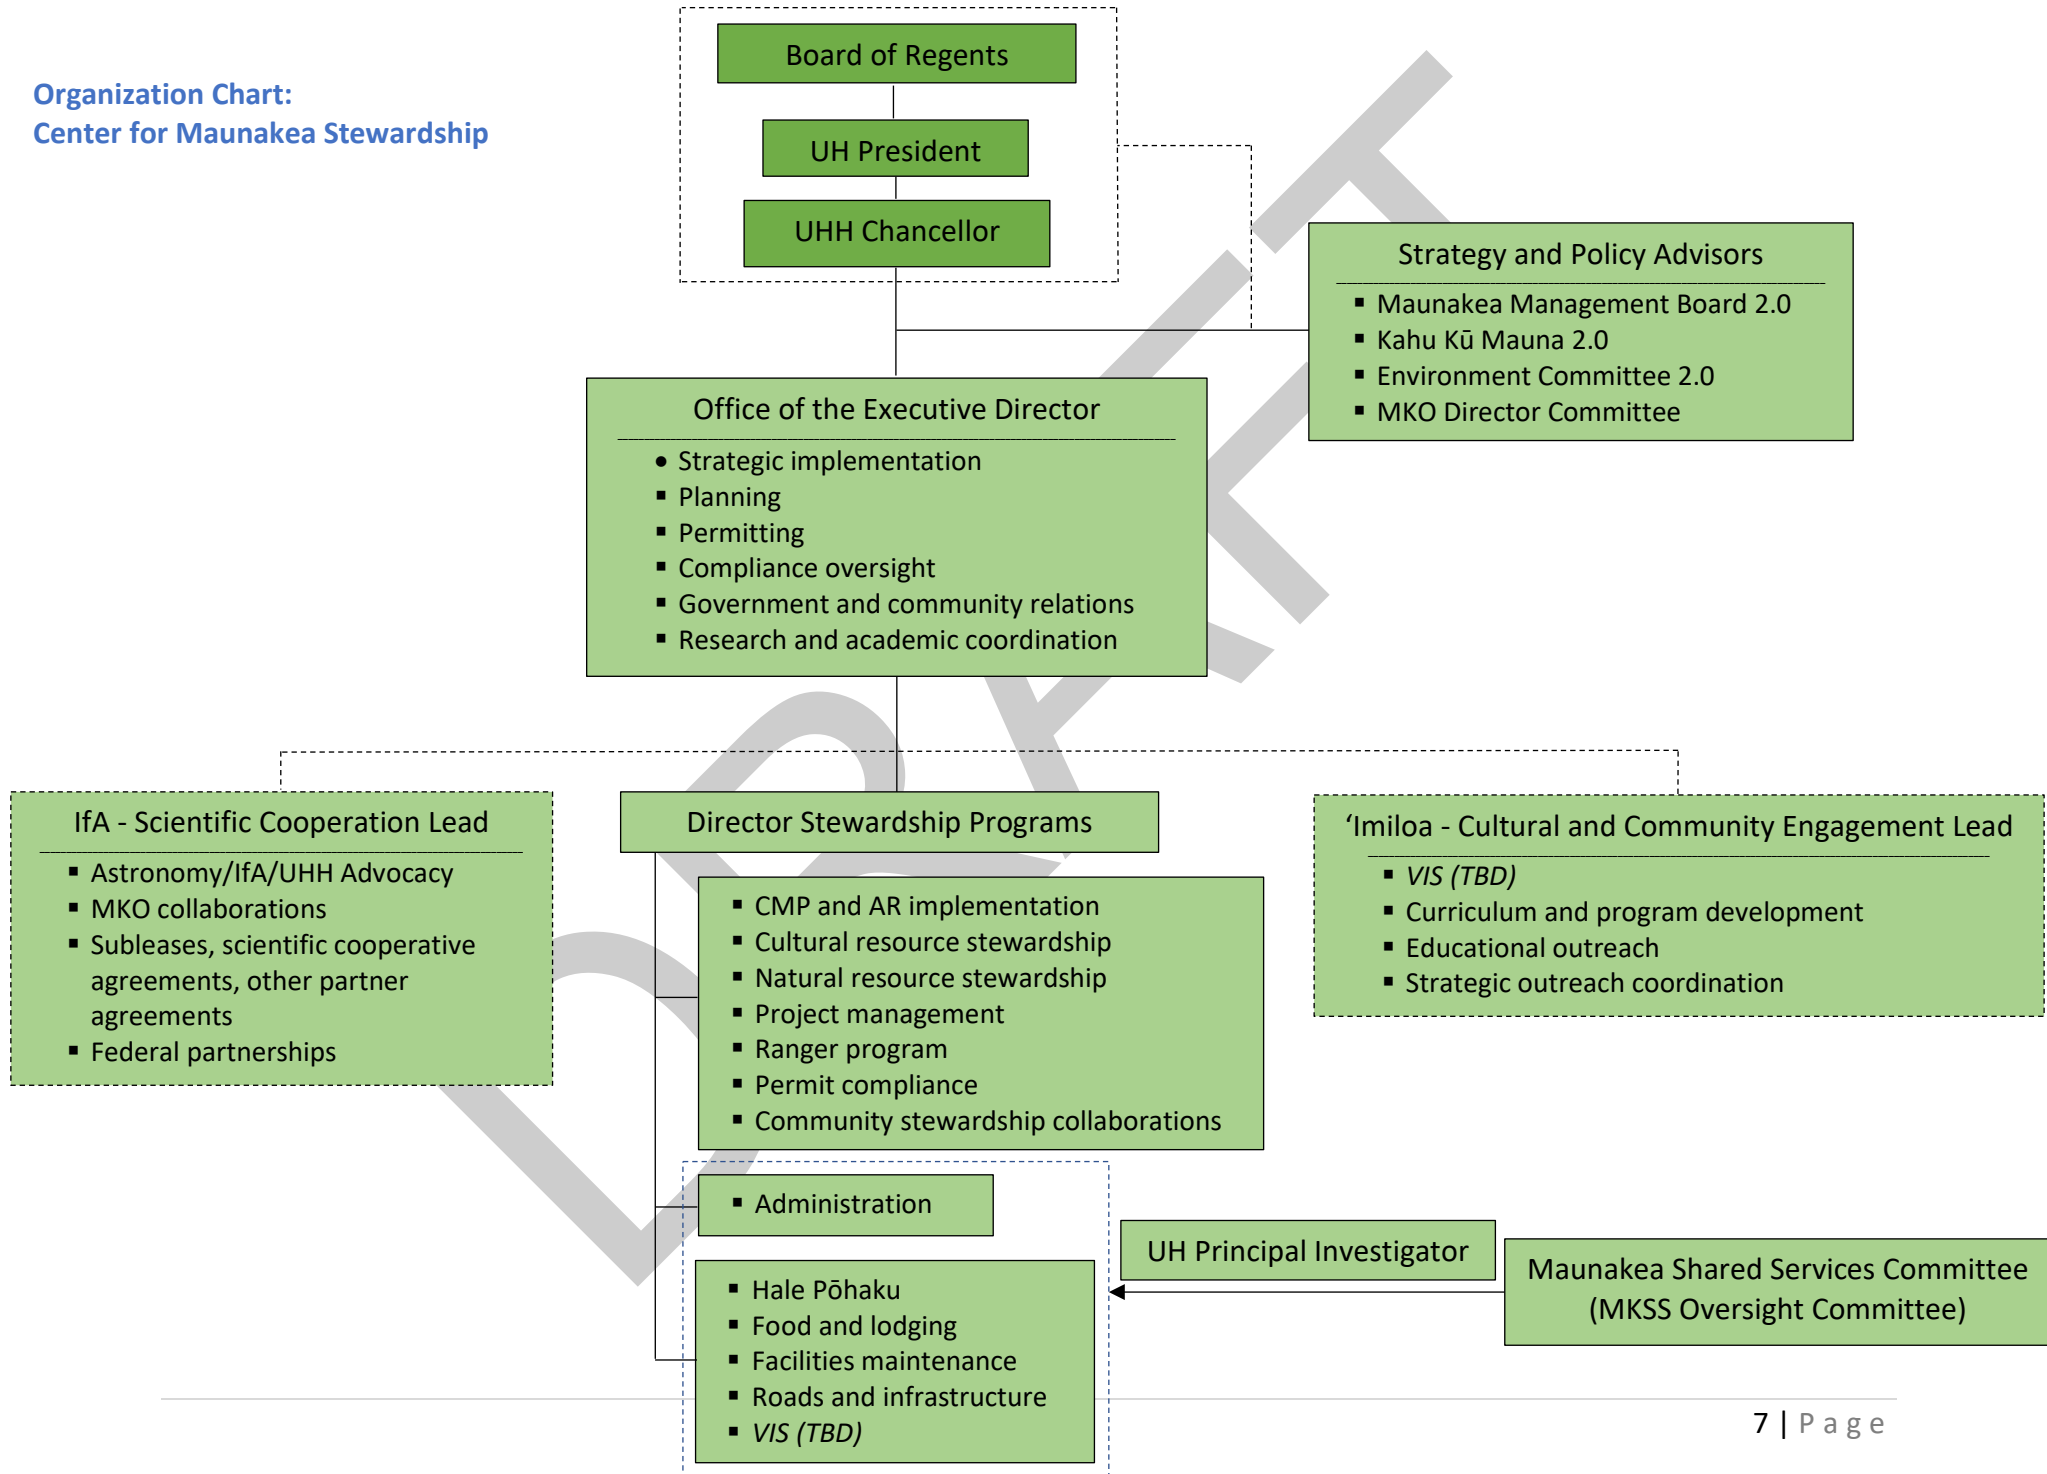 Organization Chart:
Center for Maunakea Stewardship
Board of Regents
UH President
UHH Chancellor
Strategy and Policy Advisors
▪ Maunakea Management Board 2.0
▪ Kahu Kū Mauna 2.0
▪ Environment Committee 2.0
▪ MKO Director Committee
Office of the Executive Director
• Strategic implementation
▪ Planning
▪ Permitting
▪ Compliance oversight
▪ Government and community relations
▪ Research and academic coordination
IfA - Scientific Cooperation Lead
▪ Astronomy/IfA/UHH Advocacy
▪ MKO collaborations
▪ Subleases, scientific cooperative
agreements, other partner
agreements
▪ Federal partnerships
Director Stewardship Programs
▪ CMP and AR implementation
▪ Cultural resource stewardship
▪ Natural resource stewardship
▪ Project management
▪ Ranger program
▪ Permit compliance
▪ Community stewardship collaborations
▪ Administration
▪ Hale Pōhaku
▪ Food and lodging
▪ Facilities maintenance
▪ Roads and infrastructure
▪ VIS (TBD)
‘Imiloa - Cultural and Community Engagement Lead
▪ VIS (TBD)
▪ Curriculum and program development
▪ Educational outreach
▪ Strategic outreach coordination
UH Principal Investigator
Maunakea Shared Services Committee
(MKSS Oversight Committee)
DRAFT
7 | Page